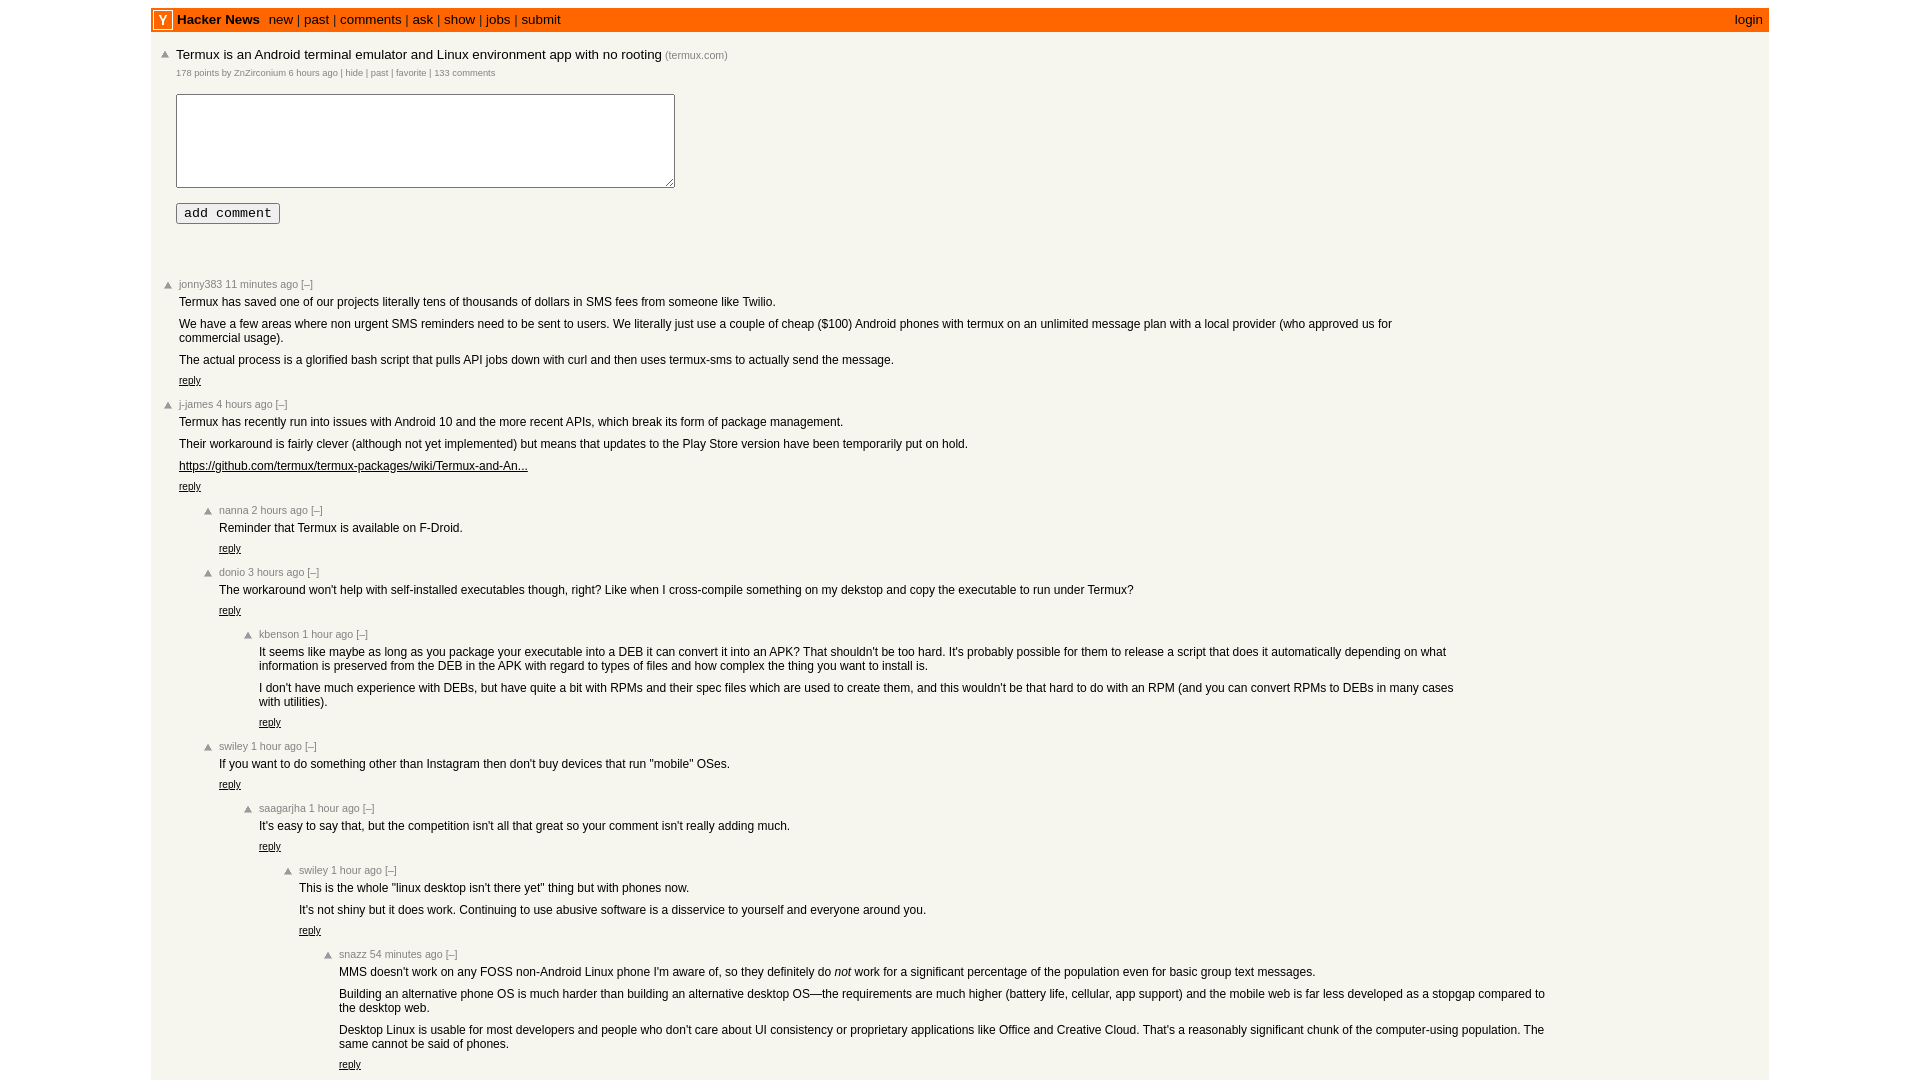 Y Hacker News new | past | comments | ask | show | jobs | submit login
Termux is an Android terminal emulator and Linux environment app with no rooting (termux.com)
178 points by ZnZirconium 6 hours ago | hide | past | favorite | 133 comments
add comment
jonny383 11 minutes ago [–]
Termux has saved one of our projects literally tens of thousands of dollars in SMS fees from someone like Twilio.
We have a few areas where non urgent SMS reminders need to be sent to users. We literally just use a couple of cheap ($100) Android phones with termux on an unlimited message plan with a local provider (who approved us for
commercial usage).
The actual process is a glorified bash script that pulls API jobs down with curl and then uses termux-sms to actually send the message.
reply
j-james 4 hours ago [–]
Termux has recently run into issues with Android 10 and the more recent APIs, which break its form of package management.
Their workaround is fairly clever (although not yet implemented) but means that updates to the Play Store version have been temporarily put on hold.
https://github.com/termux/termux-packages/wiki/Termux-and-An...
reply
nanna 2 hours ago [–]
Reminder that Termux is available on F-Droid.
reply
donio 3 hours ago [–]
The workaround won't help with self-installed executables though, right? Like when I cross-compile something on my dekstop and copy the executable to run under Termux?
reply
kbenson 1 hour ago [–]
It seems like maybe as long as you package your executable into a DEB it can convert it into an APK? That shouldn't be too hard. It's probably possible for them to release a script that does it automatically depending on what
information is preserved from the DEB in the APK with regard to types of files and how complex the thing you want to install is.
I don't have much experience with DEBs, but have quite a bit with RPMs and their spec files which are used to create them, and this wouldn't be that hard to do with an RPM (and you can convert RPMs to DEBs in many cases
with utilities).
reply
swiley 1 hour ago [–]
If you want to do something other than Instagram then don't buy devices that run "mobile" OSes.
reply
saagarjha 1 hour ago [–]
It's easy to say that, but the competition isn't all that great so your comment isn't really adding much.
reply
swiley 1 hour ago [–]
This is the whole "linux desktop isn't there yet" thing but with phones now.
It's not shiny but it does work. Continuing to use abusive software is a disservice to yourself and everyone around you.
reply
snazz 54 minutes ago [–]
MMS doesn't work on any FOSS non-Android Linux phone I'm aware of, so they definitely do not work for a significant percentage of the population even for basic group text messages.
Building an alternative phone OS is much harder than building an alternative desktop OS—the requirements are much higher (battery life, cellular, app support) and the mobile web is far less developed as a stopgap compared to
the desktop web.
Desktop Linux is usable for most developers and people who don't care about UI consistency or proprietary applications like Office and Creative Cloud. That's a reasonably significant chunk of the computer-using population. The
same cannot be said of phones.
reply